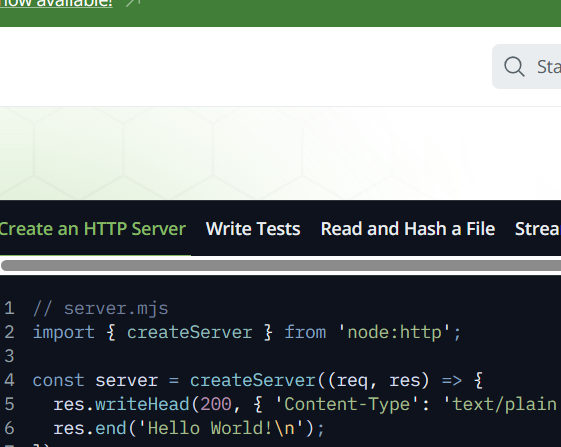 now available!
Sta
Create an HTTP Server Write Tests Read and Hash a File Strea
1 // server.mjs
2 import { createServer } from 'node:http';
3
4 const server = createServer((req, res) => {
5 res.writeHead(200, { 'Content-Type': 'text/plain
6 res.end('Hello World!\n');